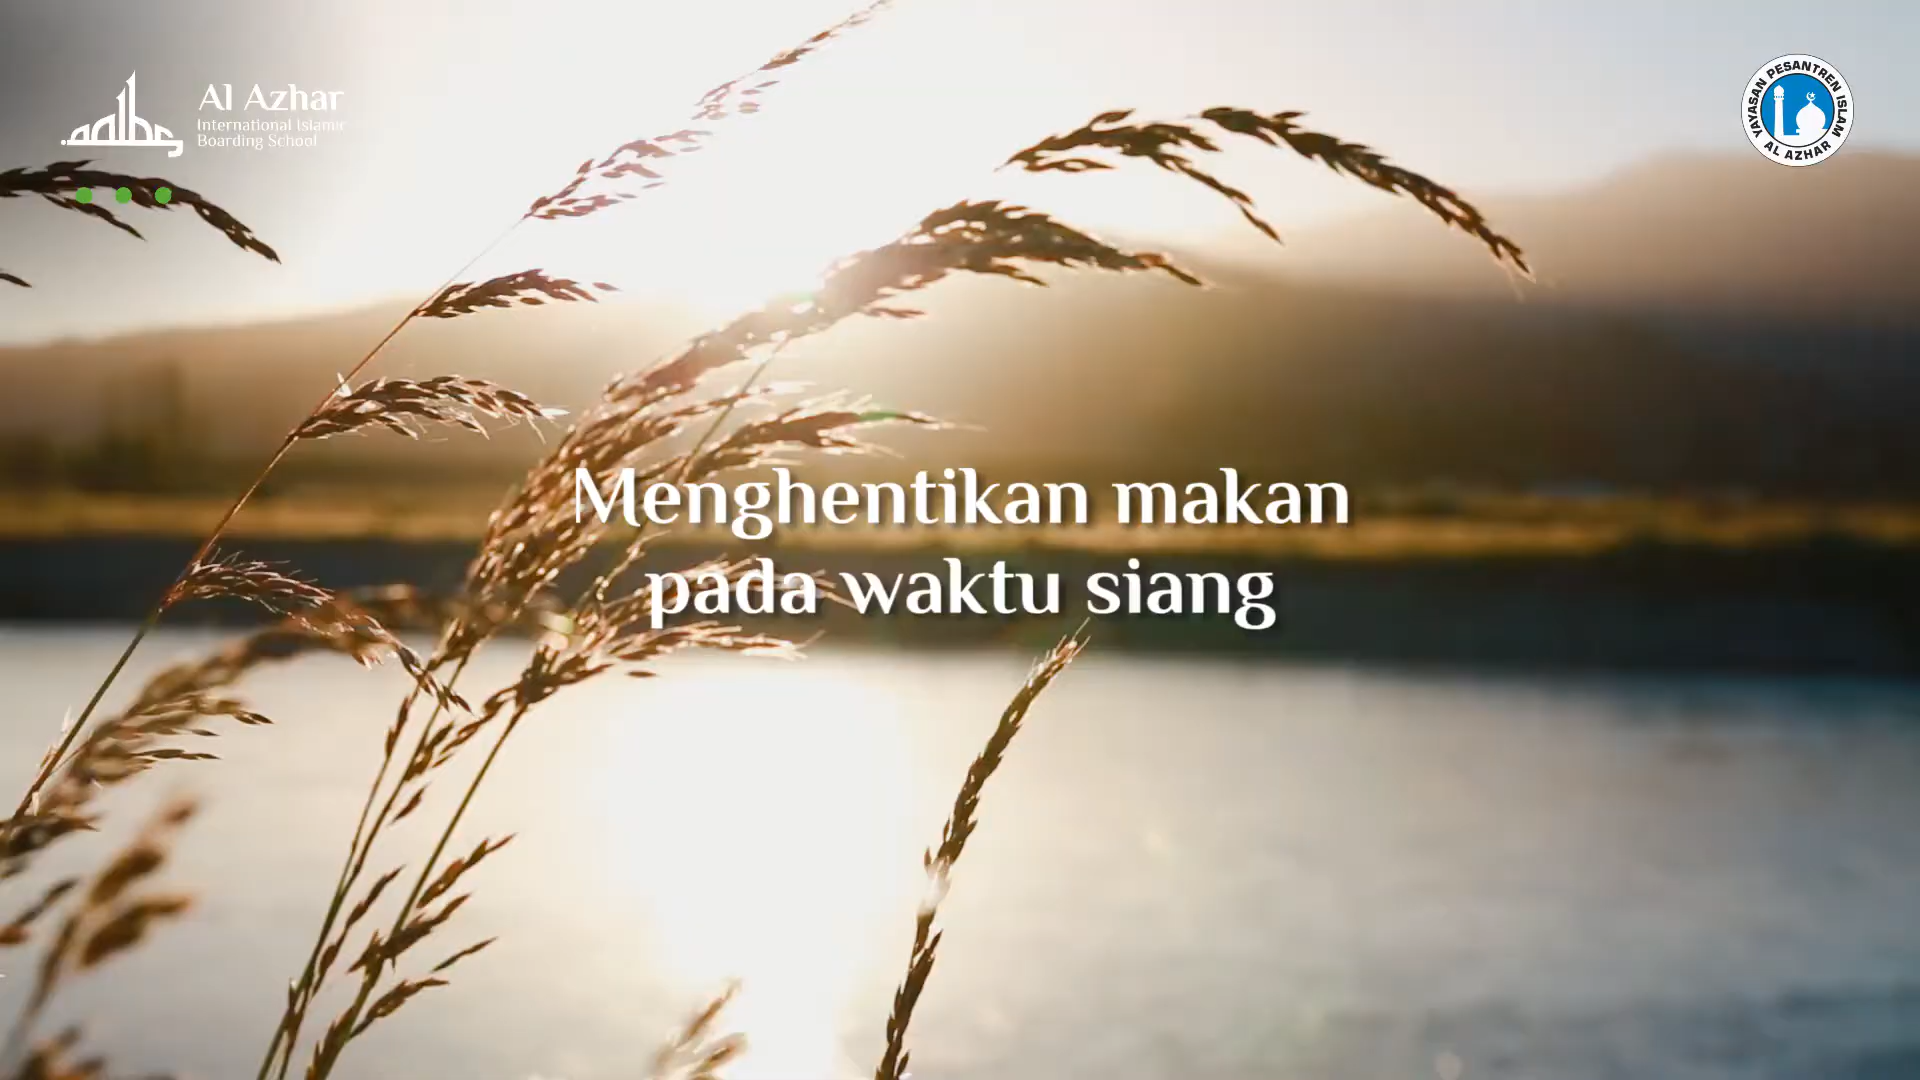 Al Azhar
International Islamic
Boarding School
YAYASAN PESANTREN ISLAM
AL AZHAR
Menghentikan makan
pada waktu siang